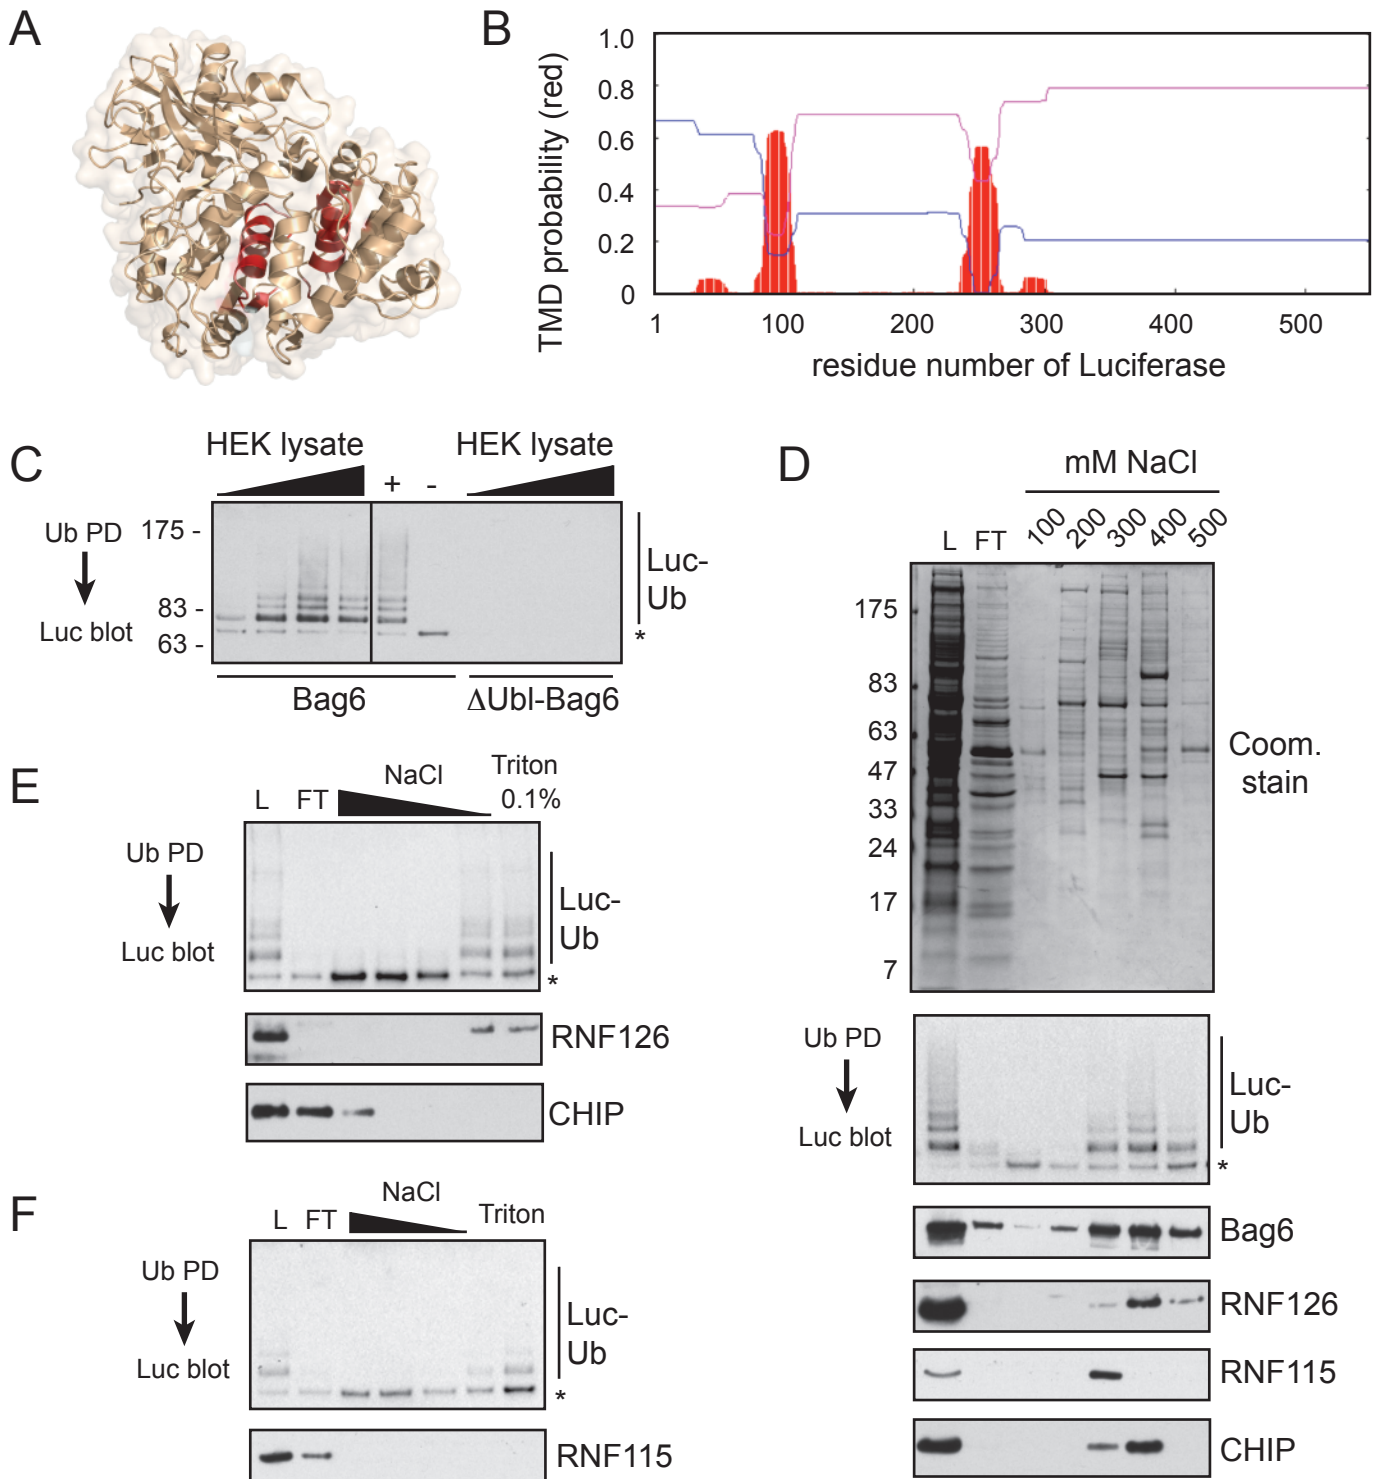 A
B
TMD probability (red)
1.0
0.8
0.6
0.4
0.2
0
1 100 200 300 400 500
residue number of Luciferase
C
HEK lysate + - HEK lysate
Ub PD
Luc blot
175 -
83 -
63 -
Luc-
Ub
*
Bag6 ΔUbl-Bag6
D
mM NaCl
L FT 100 200 300 400 500
175
83
63
47
33
24
17
7
Coom.
stain
Ub PD
Luc blot
Luc-
Ub
*
Bag6
RNF126
RNF115
CHIP
E
L FT NaCl Triton
0.1%
Ub PD
Luc blot
Luc-
Ub
*
RNF126
CHIP
F
L FT NaCl Triton
Ub PD
Luc blot
Luc-
Ub
*
RNF115